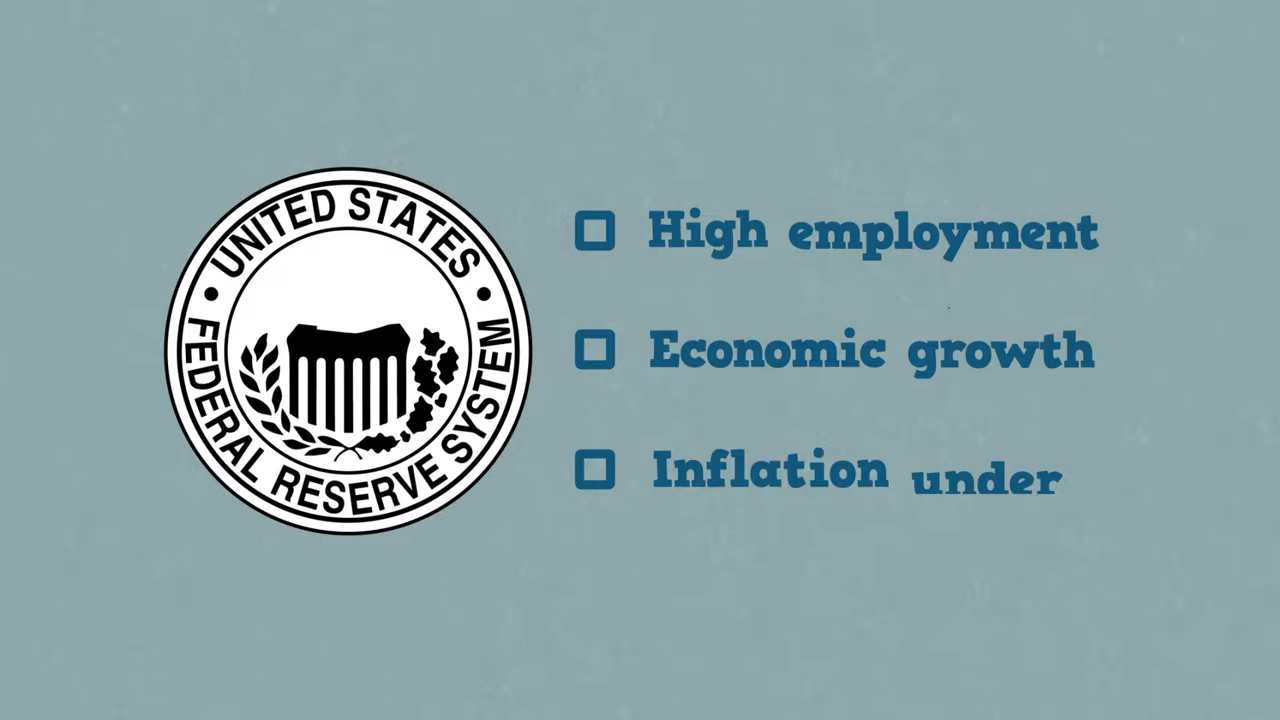 UNITED STATES
FEDERAL RESERVE SYSTEM
High employment
Economic growth
Inflation under